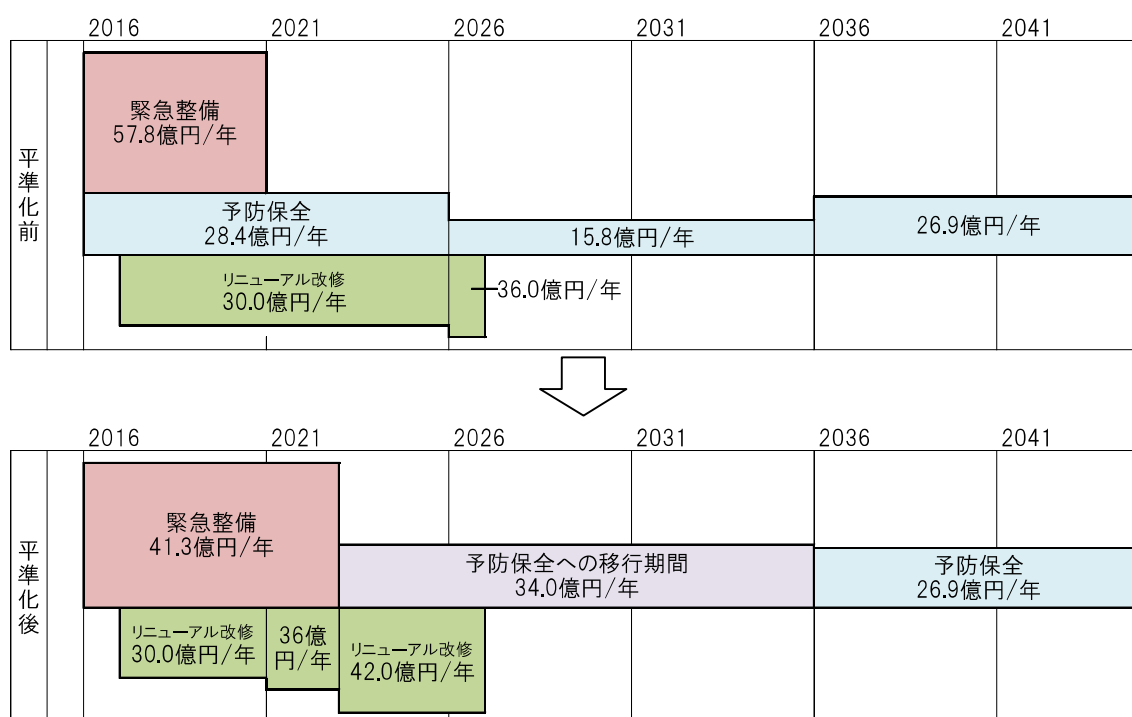 2016 2021 2026 2031 2036 2041
平準化前
緊急整備
57.8億円/年
予防保全
28.4億円/年
15.8億円/年
26.9億円/年
リニューアル改修
30.0億円/年
36.0億円/年
2016 2021 2026 2031 2036 2041
平準化後
緊急整備
41.3億円/年
予防保全への移行期間
34.0億円/年
予防保全
26.9億円/年
リニューアル改修
30.0億円/年
36億
円/年
リニューアル改修
42.0億円/年